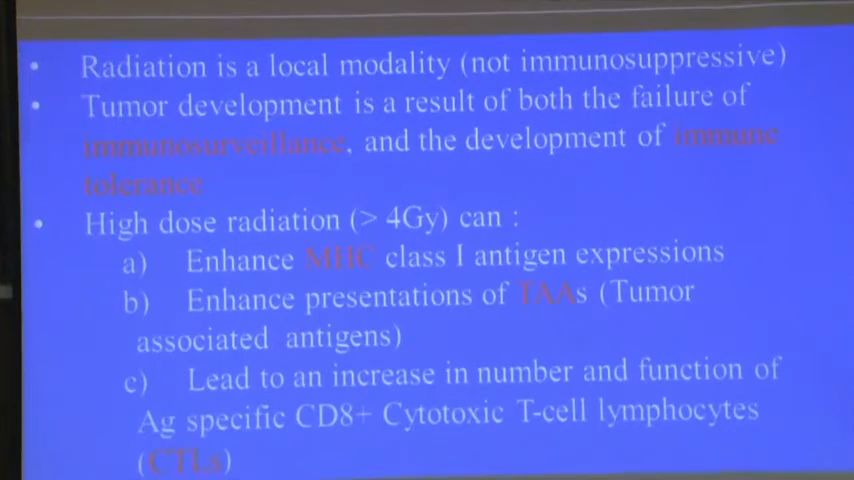 • Radiation is a local modality (not immunosuppressive)
• Tumor development is a result of both the failure of
immunosurveillance, and the development of immune
tolerance
• High dose radiation (> 4Gy) can :
a) Enhance MHC class I antigen expressions
b) Enhance presentations of TAAs (Tumor
associated antigens)
c) Lead to an increase in number and function of
Ag specific CD8+ Cytotoxic T-cell lymphocytes
(CTLs)